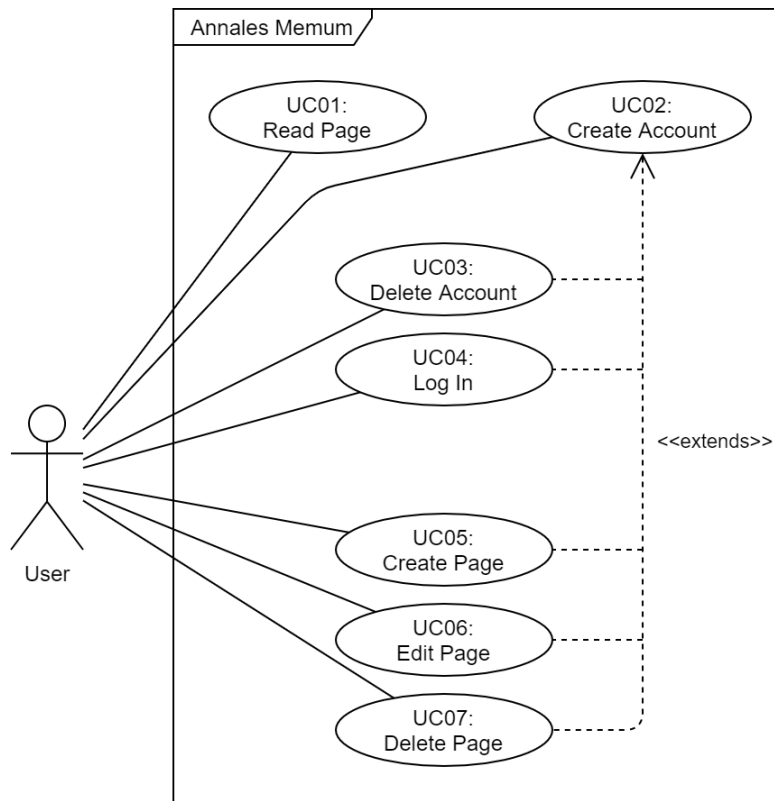 Annales Memum
UC01:
Read Page
UC02:
Create Account
UC03:
Delete Account
UC04:
Log In
<<extends>>
UC05:
Create Page
User
UC06:
Edit Page
UC07:
Delete Page